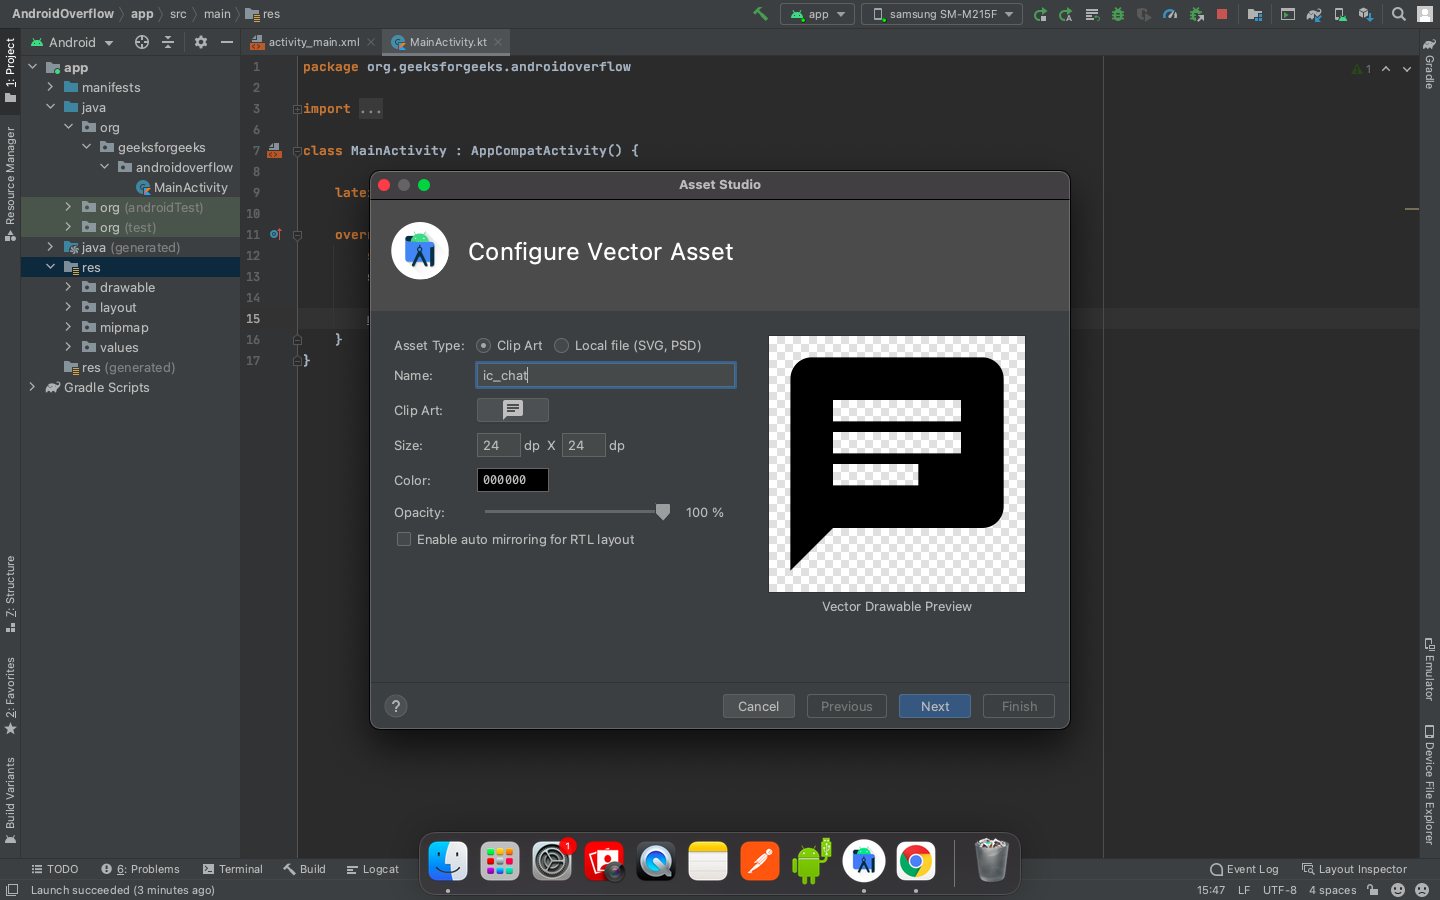 AndroidOverflow app src main res
app
samsung SM-M215F
Android
activity_main.xml
MainActivity.kt
1: Project
Resource Manager
7: Structure
2: Favorites
Build Variants
app
manifests
java
org
geeksforgeeks
androidoverflow
MainActivity
org (androidTest)
org (test)
java (generated)
res
drawable
layout
mipmap
values
res (generated)
Gradle Scripts
1 package org.geeksforgeeks.androidoverflow
2
3 import ...
6
7 class MainActivity : AppCompatActivity() {
8
9
10
11
12
13
15
16 }
17 }
1
Gradle
Emulator
Device File Explorer
Asset Studio
Configure Vector Asset
Asset Type: Clip Art Local file (SVG, PSD)
Name: ic_chat
Clip Art:
Size: 24 dp X 24 dp
Color: 000000
Opacity: 100 %
Enable auto mirroring for RTL layout
Vector Drawable Preview
? Cancel Previous Next Finish
1
TODO 6: Problems Terminal Build Logcat
Event Log Layout Inspector
Launch succeeded (3 minutes ago)
15:47 LF UTF-8 4 spaces